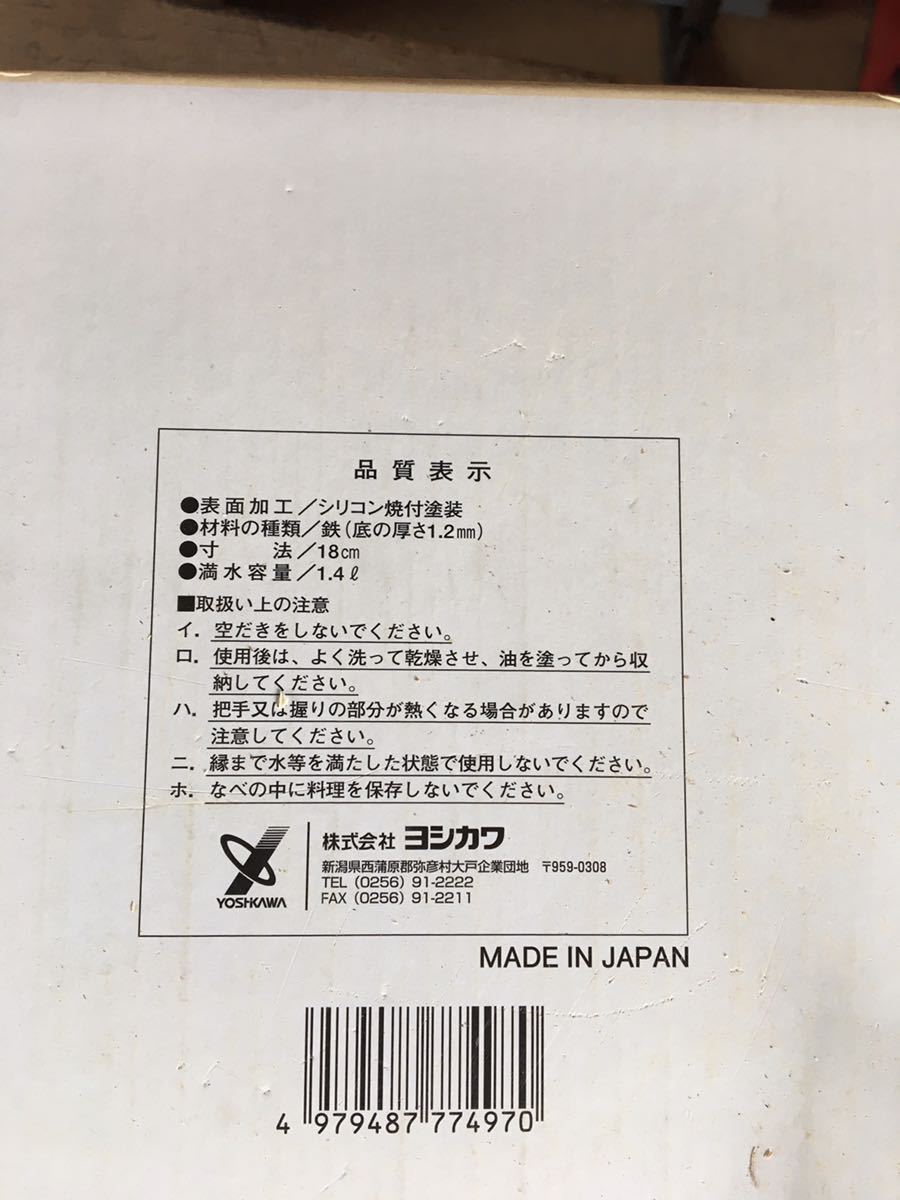 品質表示
●表面加工／シリコン焼付塗装
●材料の種類／鉄（底の厚さ1.2㎜）
●寸法／18㎝
●満水容量／1.4ℓ
■取扱い上の注意
イ．空だきをしないでください。
ロ．使用後は、よく洗って乾燥させ、油を塗ってから収
納してください。
ハ．把手又は握りの部分が熱くなる場合がありますので
注意してください。
ニ．縁まで水等を満たした状態で使用しないでください。
ホ．なべの中に料理を保存しないでください。
株式会社 ヨシカワ
新潟県西蒲原郡弥彦村大戸企業団地 〒959-0308
TEL (0256) 91-2222
FAX (0256) 91-2211
YOSHIKAWA
MADE IN JAPAN
4 979487 774970